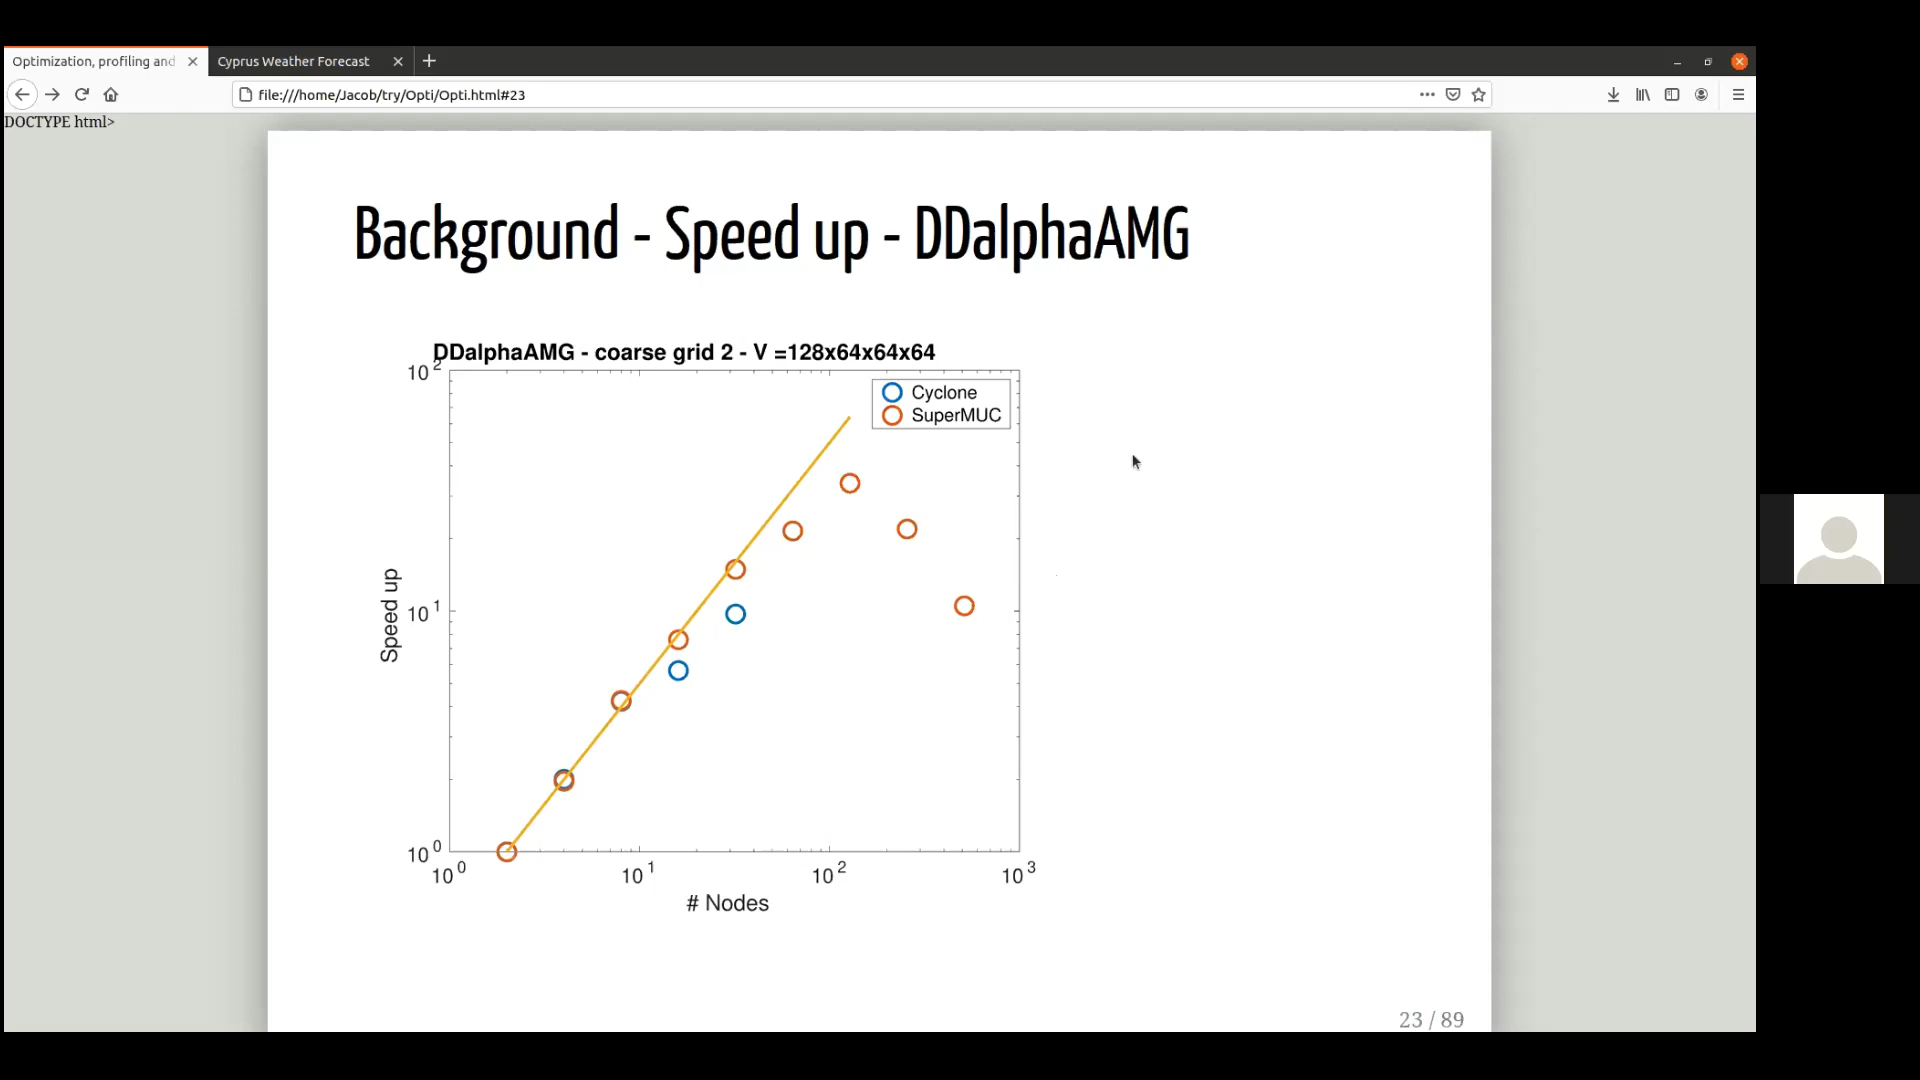 Optimization, profiling and
Cyprus Weather Forecast
file:///home/Jacob/try/Opti/Opti.html#23
DOCTYPE html>
Background - Speed up - DDalphaAMG
DDalphaAMG - coarse grid 2 - V =128x64x64x64
10^2
Cyclone
SuperMUC
Speed up
10^1
10^0
10^0 10^1 10^2 10^3
# Nodes
23 / 89